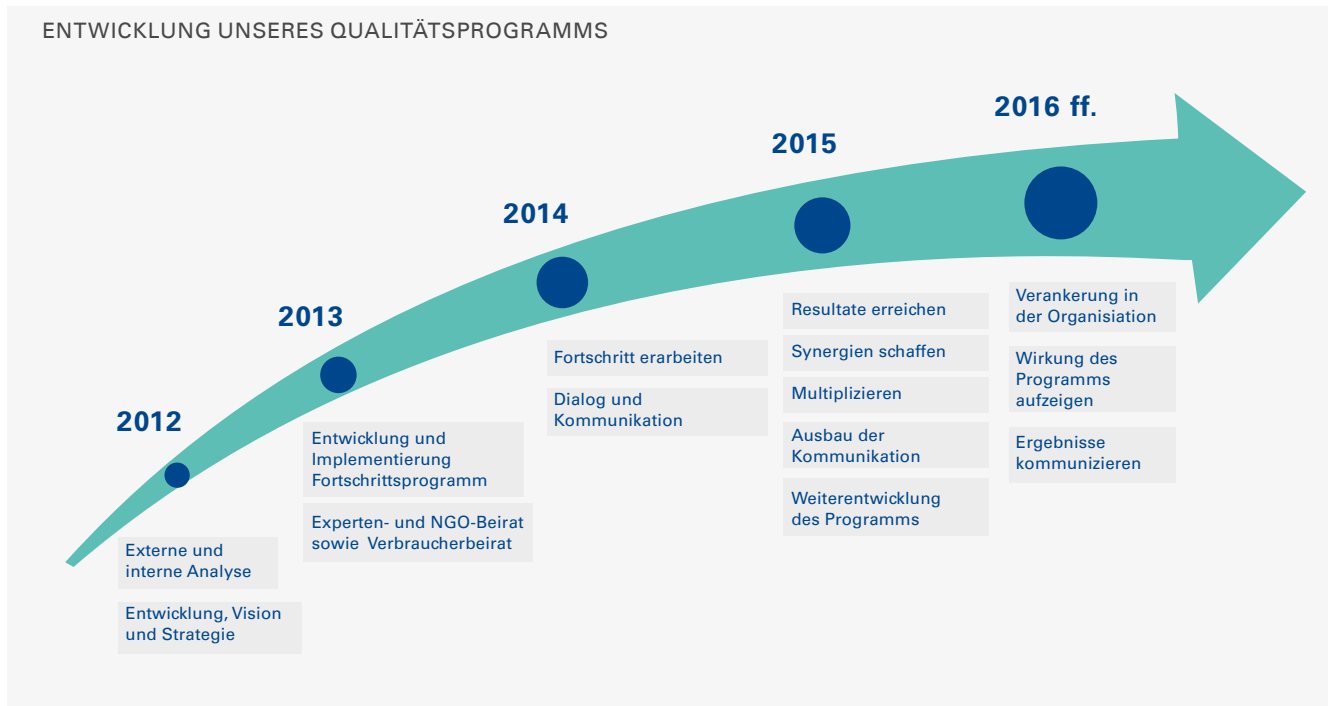 ENTWICKLUNG UNSERES QUALITÄTSPROGRAMMS
2012
Externe und
interne Analyse
Entwicklung, Vision
und Strategie
2013
Entwicklung und
Implementierung
Fortschrittsprogramm
Experten- und NGO-Beirat
sowie Verbraucherbeirat
2014
Fortschritt erarbeiten
Dialog und
Kommunikation
2015
Resultate erreichen
Synergien schaffen
Multiplizieren
Ausbau der
Kommunikation
Weiterentwicklung
des Programms
2016 ff.
Verankerung in
der Organisiation
Wirkung des
Programms
aufzeigen
Ergebnisse
kommunizieren